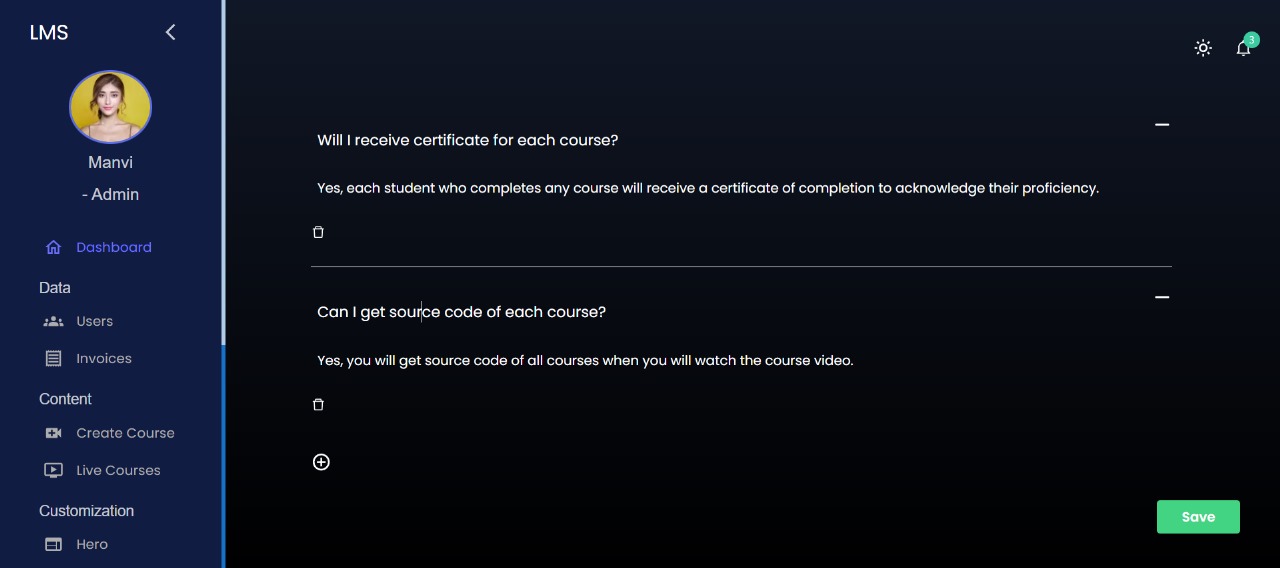 LMS
Manvi
- Admin
Dashboard
Data
Users
Invoices
Content
Create Course
Live Courses
Customization
Hero
3
Will I receive certificate for each course?
Yes, each student who completes any course will receive a certificate of completion to acknowledge their proficiency.
Can I get source code of each course?
Yes, you will get source code of all courses when you will watch the course video.
Save